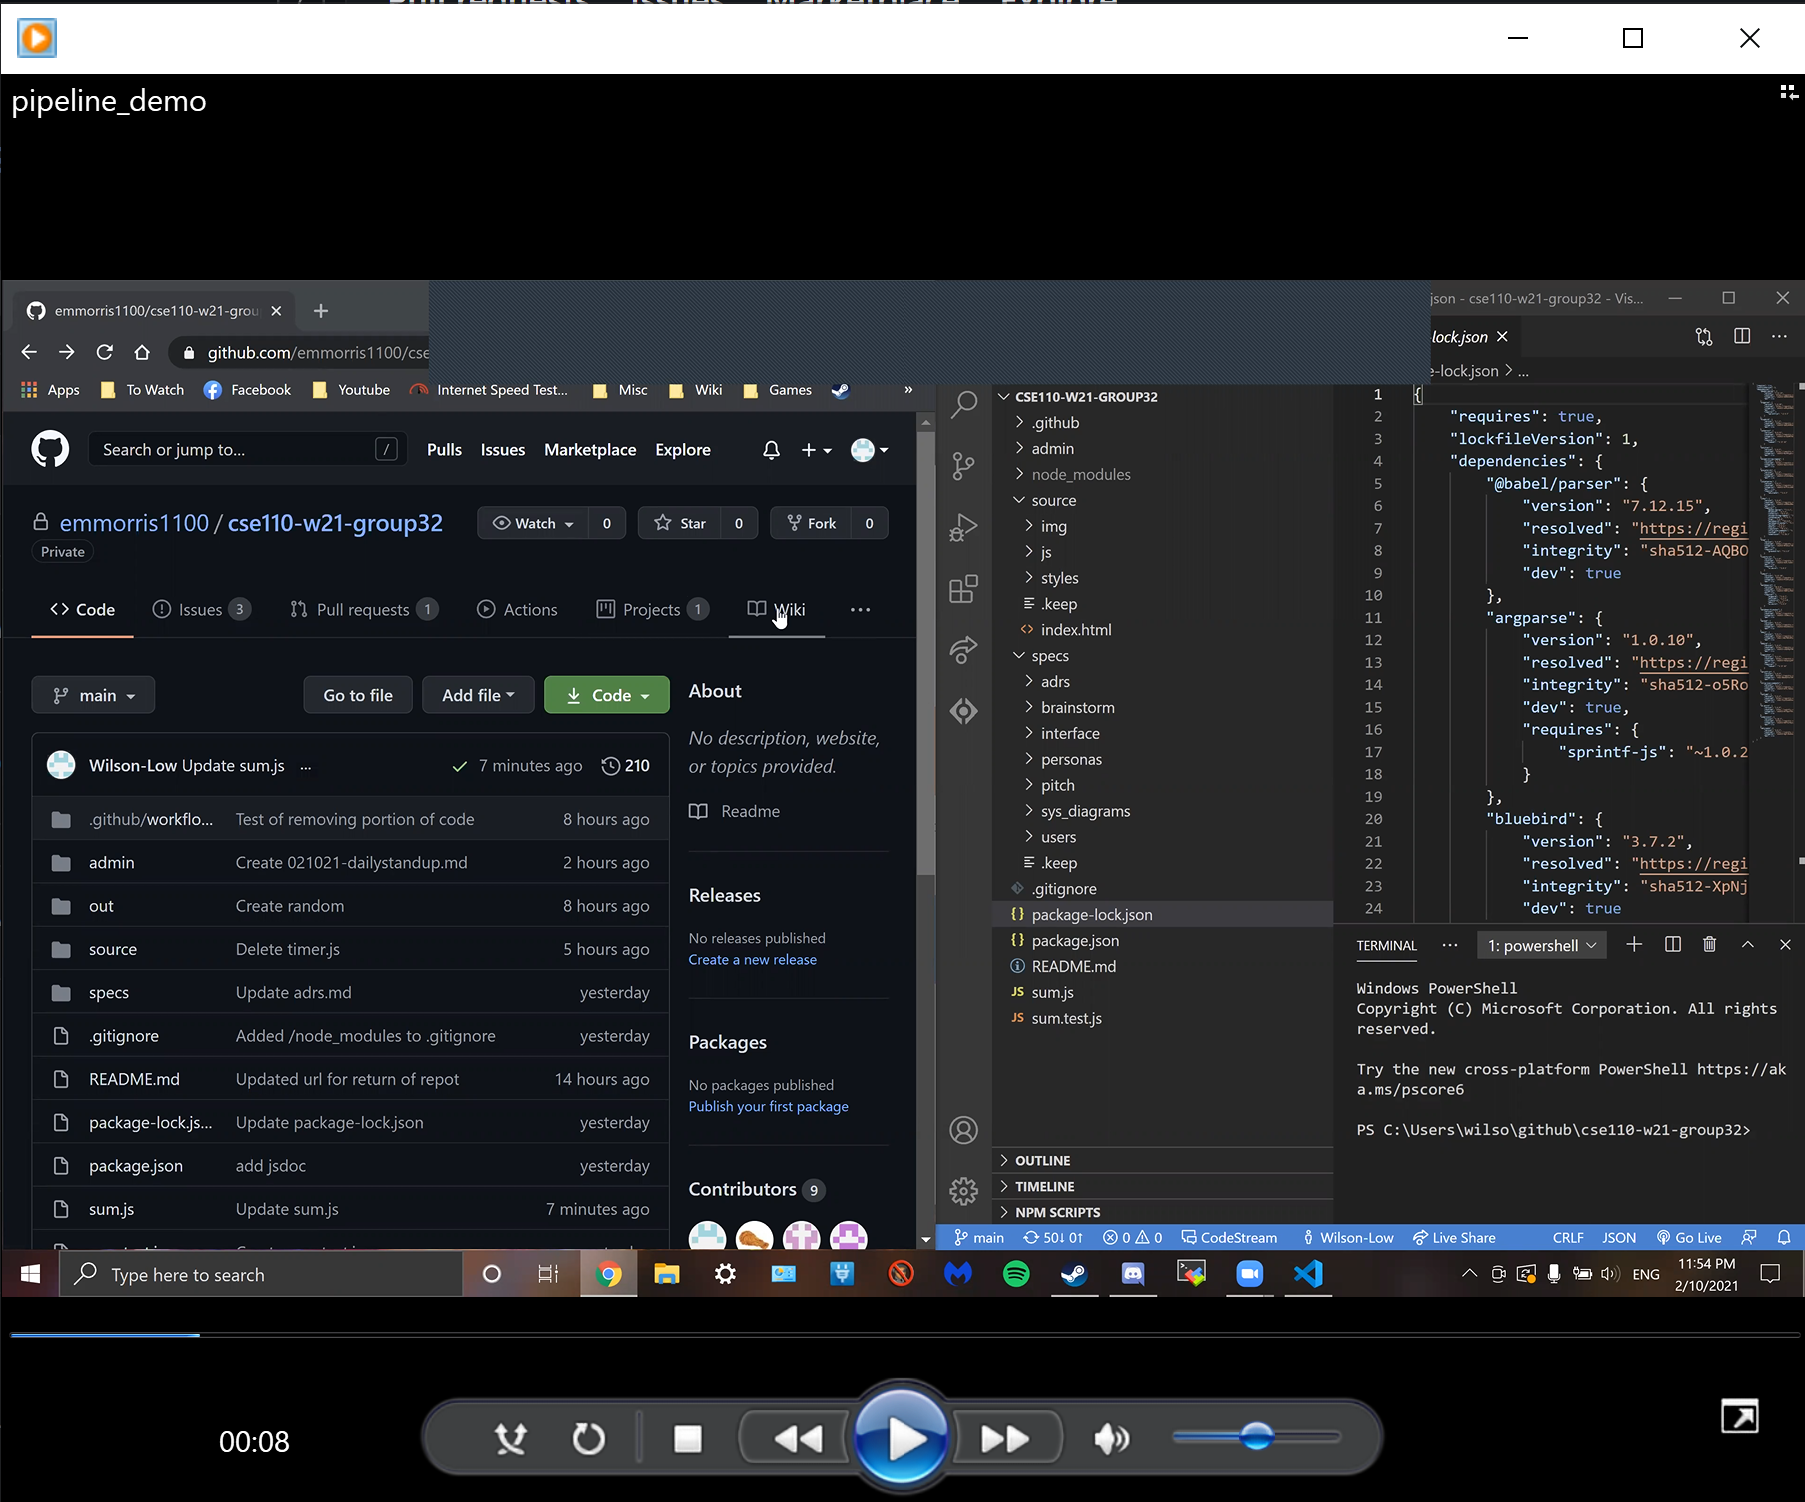 Pull requests Issues Marketplace Explore
pipeline_demo
emmorris1100/cse110-w21-grou
github.com/emmorris1100/cse
Apps To Watch Facebook Youtube Internet Speed Test... Misc Wiki Games »
Search or jump to... / Pulls Issues Marketplace Explore
emmorris1100 / cse110-w21-group32 Watch 0 Star 0 Fork 0
Private
Code Issues 3 Pull requests 1 Actions Projects 1 Wiki ...
main Go to file Add file Code
Wilson-Low Update sum.js ... 7 minutes ago 210
.github/workflo... Test of removing portion of code 8 hours ago
admin Create 021021-dailystandup.md 2 hours ago
out Create random 8 hours ago
source Delete timer.js 5 hours ago
specs Update adrs.md yesterday
.gitignore Added /node_modules to .gitignore yesterday
README.md Updated url for return of repot 14 hours ago
package-lock.js... Update package-lock.json yesterday
package.json add jsdoc yesterday
sum.js Update sum.js 7 minutes ago
About
No description, website,
or topics provided.
Readme
Releases
No releases published
Create a new release
Packages
No packages published
Publish your first package
Contributors 9
json - cse110-w21-group32 - Vis...
lock.json
e-lock.json > ...
CSE110-W21-GROUP32
.github
admin
node_modules
source
img
js
styles
.keep
index.html
specs
adrs
brainstorm
interface
personas
pitch
sys_diagrams
users
.keep
.gitignore
{} package-lock.json
{} package.json
README.md
JS sum.js
JS sum.test.js
OUTLINE
TIMELINE
NPM SCRIPTS
1 {
2 "requires": true,
3 "lockfileVersion": 1,
4 "dependencies": {
5 "@babel/parser": {
6 "version": "7.12.15",
7 "resolved": "https://regi
8 "integrity": "sha512-AQBO
9 "dev": true
10 },
11 "argparse": {
12 "version": "1.0.10",
13 "resolved": "https://regi
14 "integrity": "sha512-o5Ro
15 "dev": true,
16 "requires": {
17 "sprintf-js": "~1.0.2
18 }
19 },
20 "bluebird": {
21 "version": "3.7.2",
22 "resolved": "https://regi
23 "integrity": "sha512-XpNj
24 "dev": true
TERMINAL ... 1: powershell
Windows PowerShell
Copyright (C) Microsoft Corporation. All rights
reserved.
Try the new cross-platform PowerShell https://ak
a.ms/pscore6
PS C:\Users\wilso\github\cse110-w21-group32>
main 50↓ 0↑ 0 0 CodeStream Wilson-Low Live Share CRLF JSON Go Live
Type here to search ENG 11:54 PM
2/10/2021
00:08